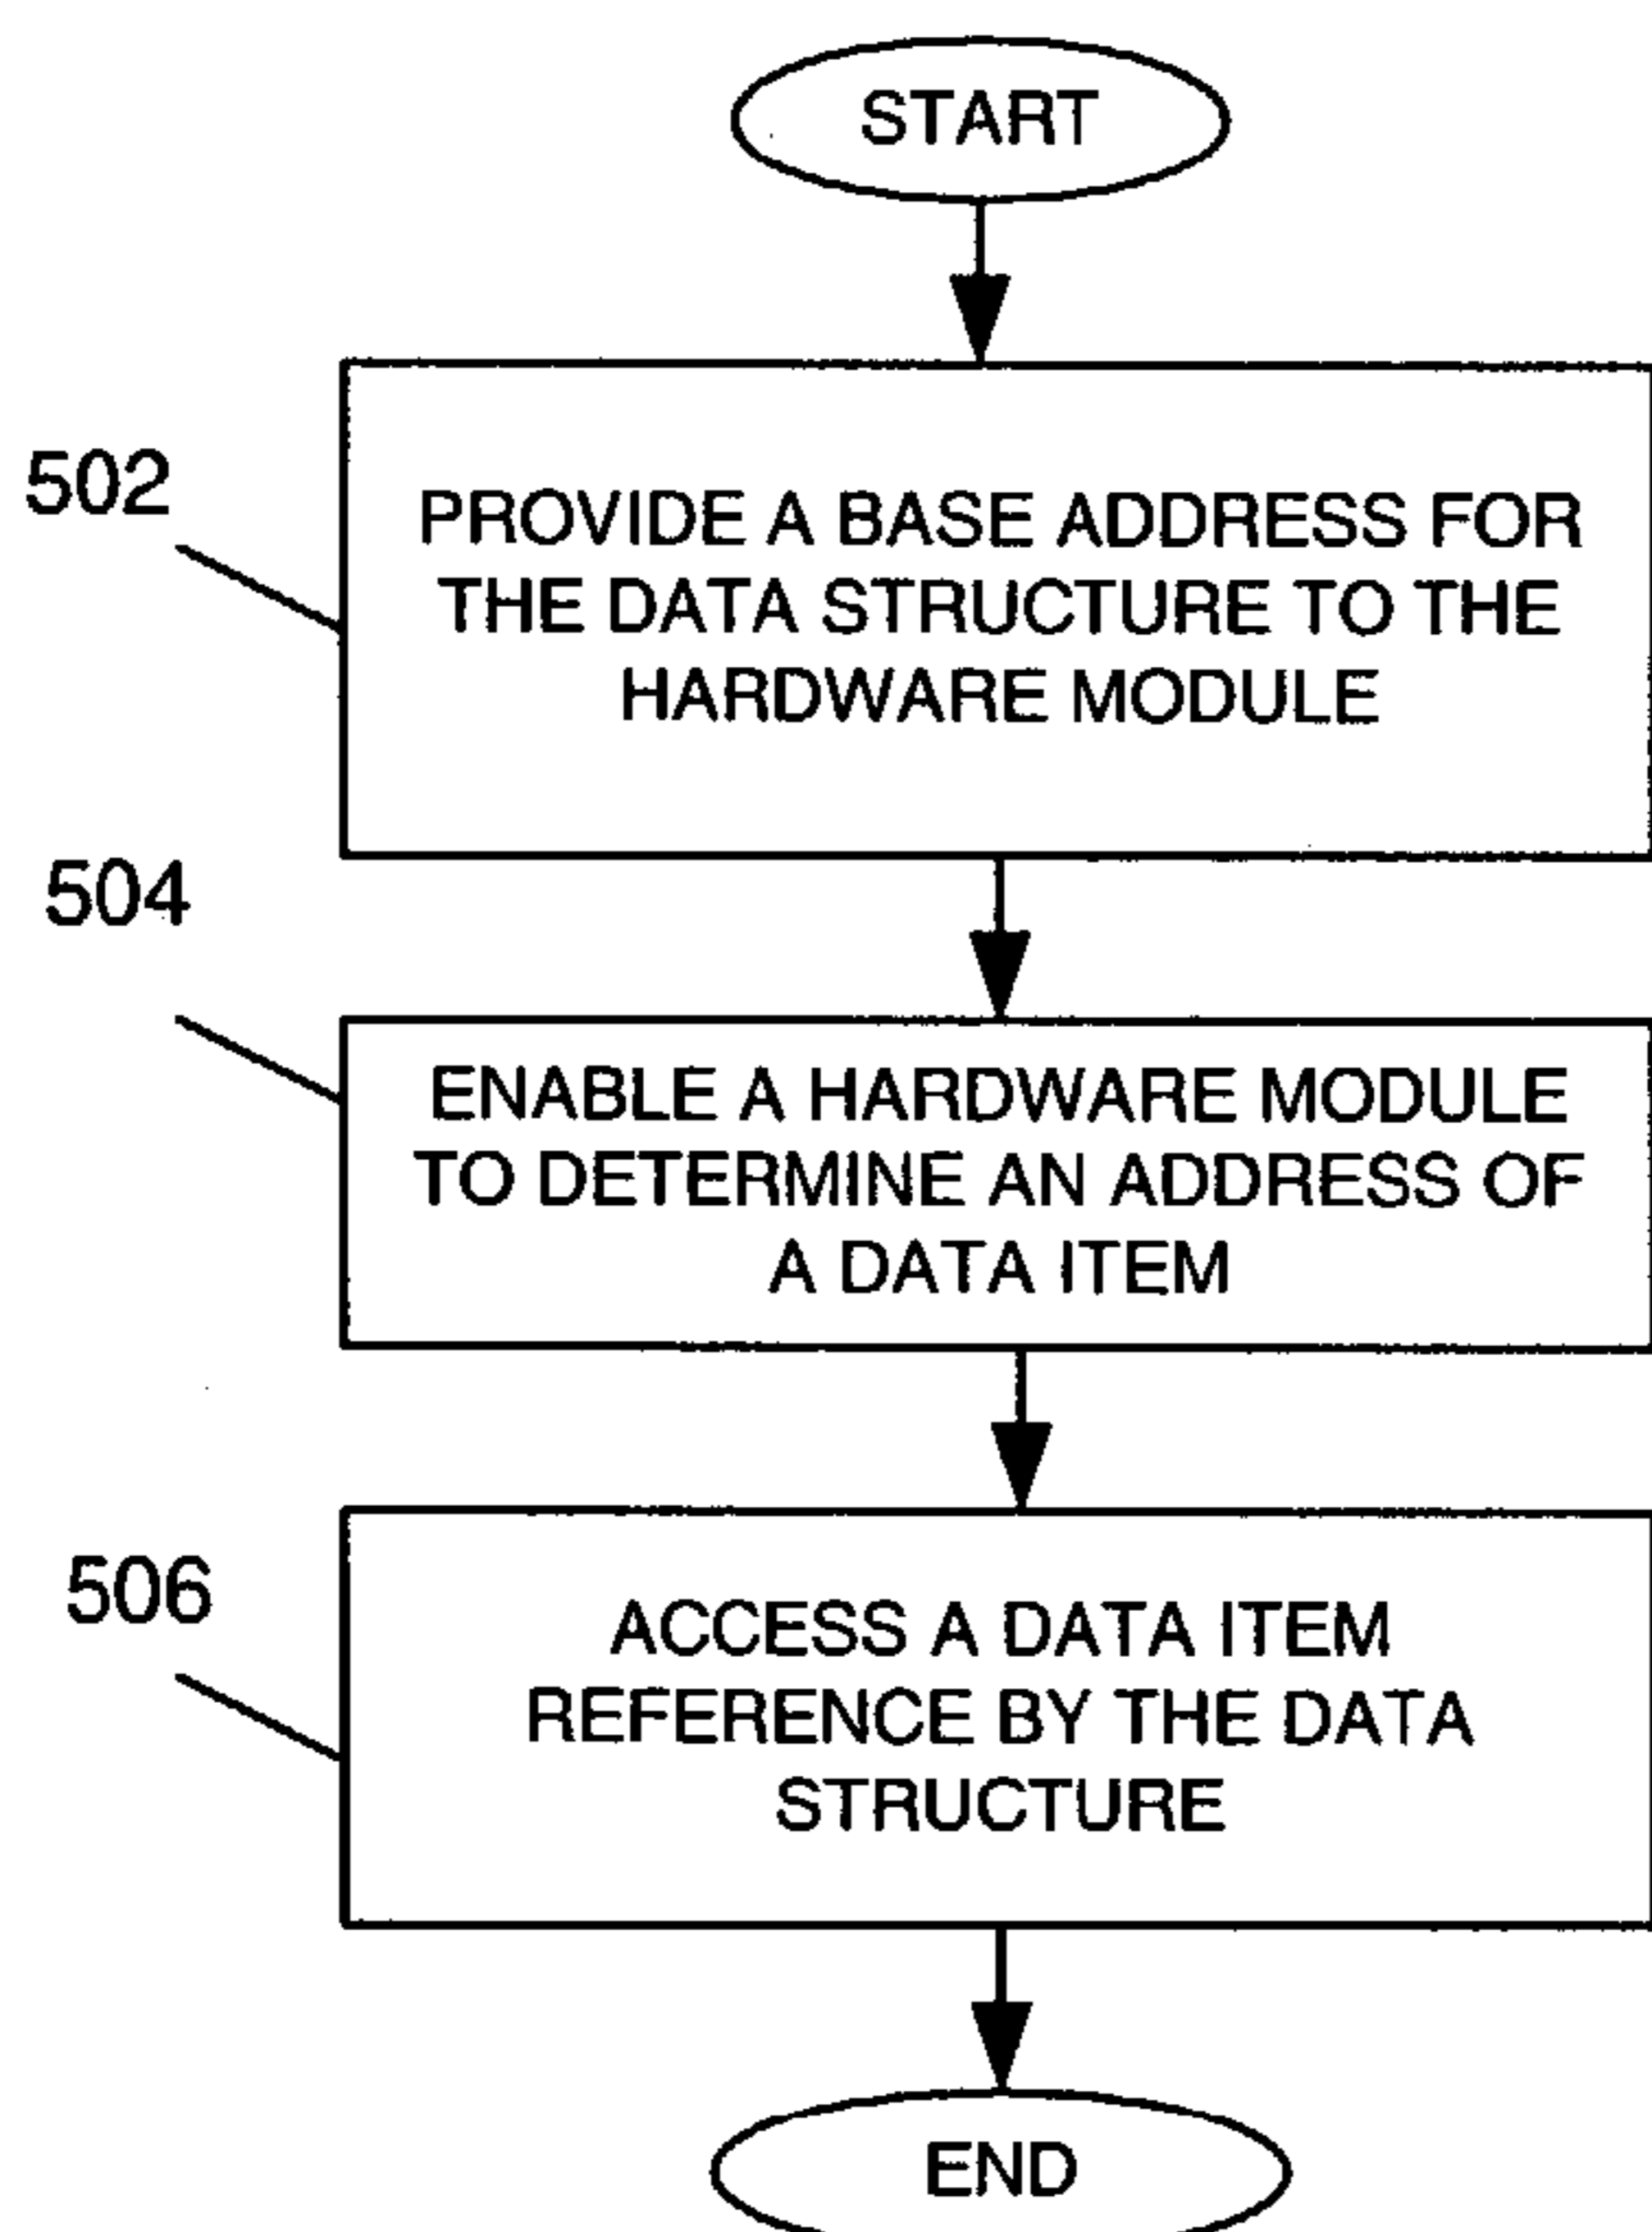 START
502
PROVIDE A BASE ADDRESS FOR
THE DATA STRUCTURE TO THE
HARDWARE MODULE
504
ENABLE A HARDWARE MODULE
TO DETERMINE AN ADDRESS OF
A DATA ITEM
506
ACCESS A DATA ITEM
REFERENCE BY THE DATA
STRUCTURE
END